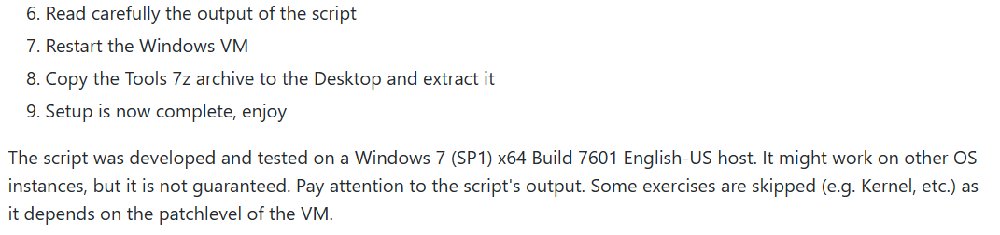 6. Read carefully the output of the script
7. Restart the Windows VM
8. Copy the Tools 7z archive to the Desktop and extract it
9. Setup is now complete, enjoy
The script was developed and tested on a Windows 7 (SP1) x64 Build 7601 English-US host. It might work on other OS
instances, but it is not guaranteed. Pay attention to the script's output. Some exercises are skipped (e.g. Kernel, etc.) as
it depends on the patchlevel of the VM.